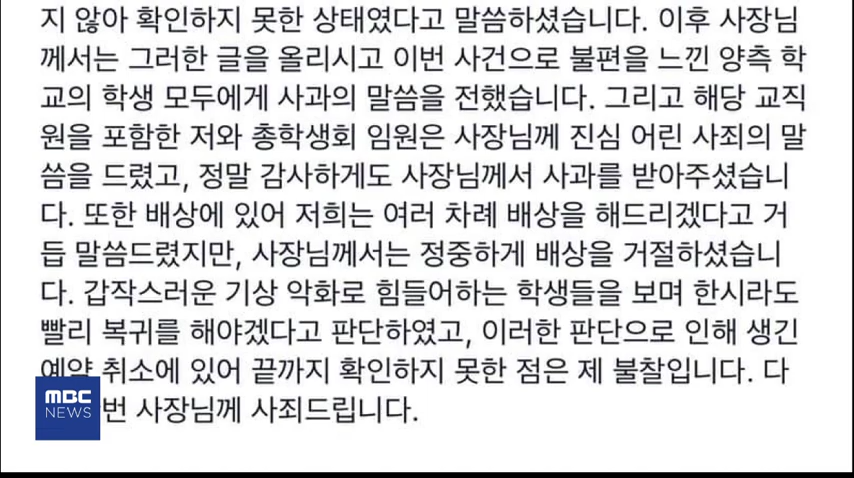 지 않아 확인하지 못한 상태였다고 말씀하셨습니다. 이후 사장님
께서는 그러한 글을 올리시고 이번 사건으로 불편을 느낀 양측 학
교의 학생 모두에게 사과의 말씀을 전했습니다. 그리고 해당 교직
원을 포함한 저와 총학생회 임원은 사장님께 진심 어린 사죄의 말
씀을 드렸고, 정말 감사하게도 사장님께서 사과를 받아주셨습니
다. 또한 배상에 있어 저희는 여러 차례 배상을 해드리겠다고 거
듭 말씀드렸지만, 사장님께서는 정중하게 배상을 거절하셨습니
다. 갑작스러운 기상 악화로 힘들어하는 학생들을 보며 한시라도
빨리 복귀를 해야겠다고 판단하였고, 이러한 판단으로 인해 생긴
예약 취소에 있어 끝까지 확인하지 못한 점은 제 불찰입니다. 다
번 사장님께 사죄드립니다.
MBC
NEWS